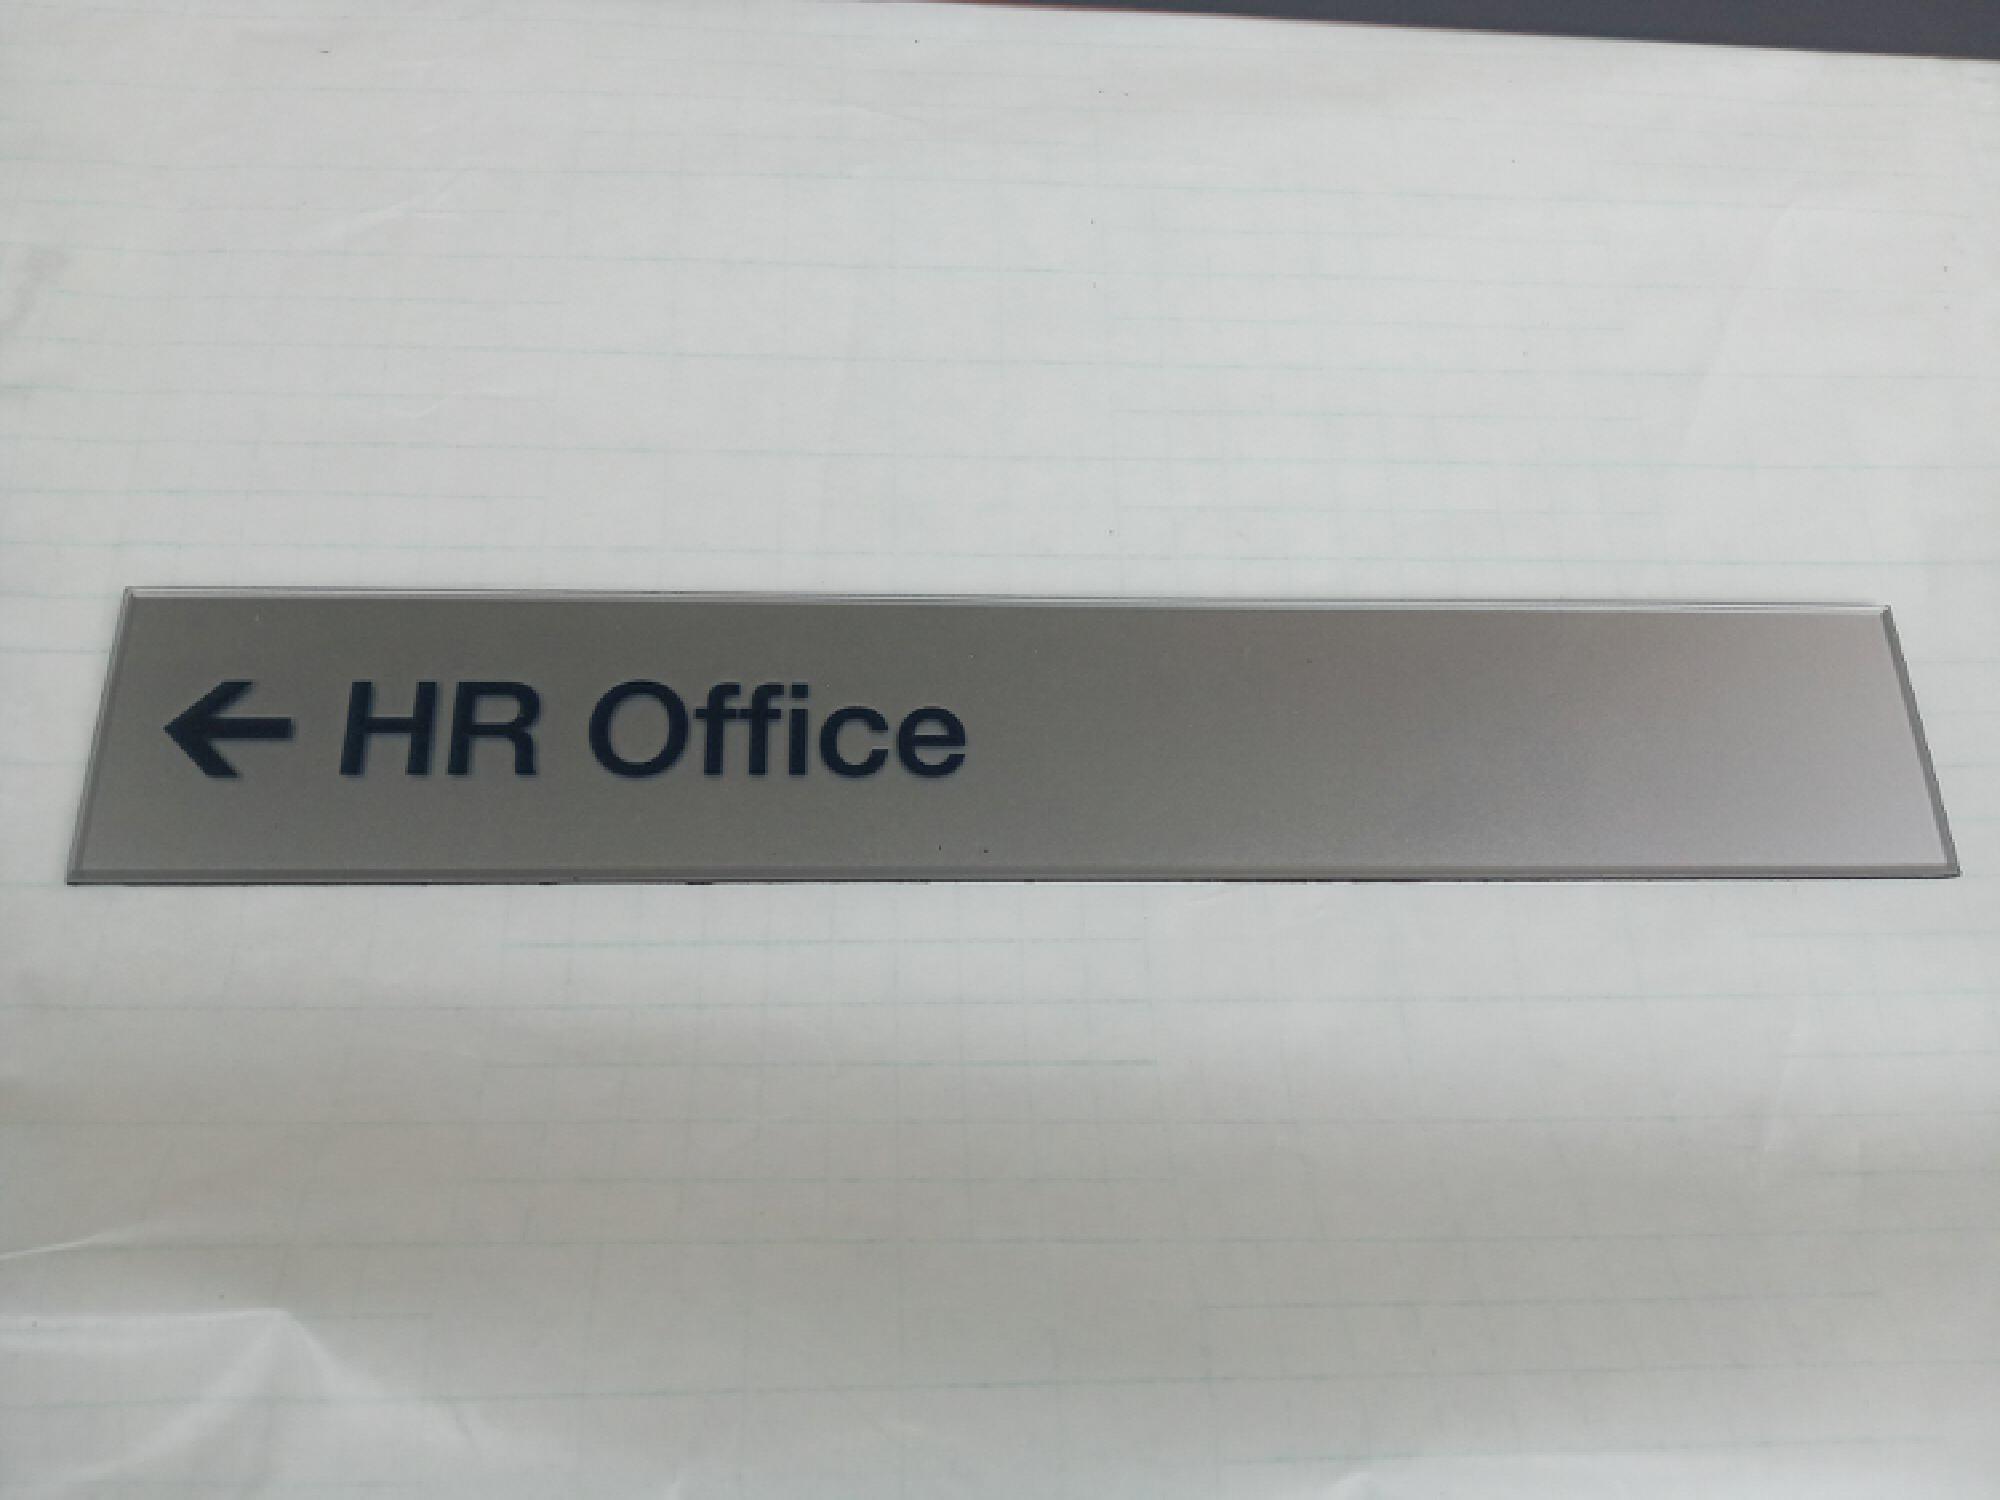 ← HR Office